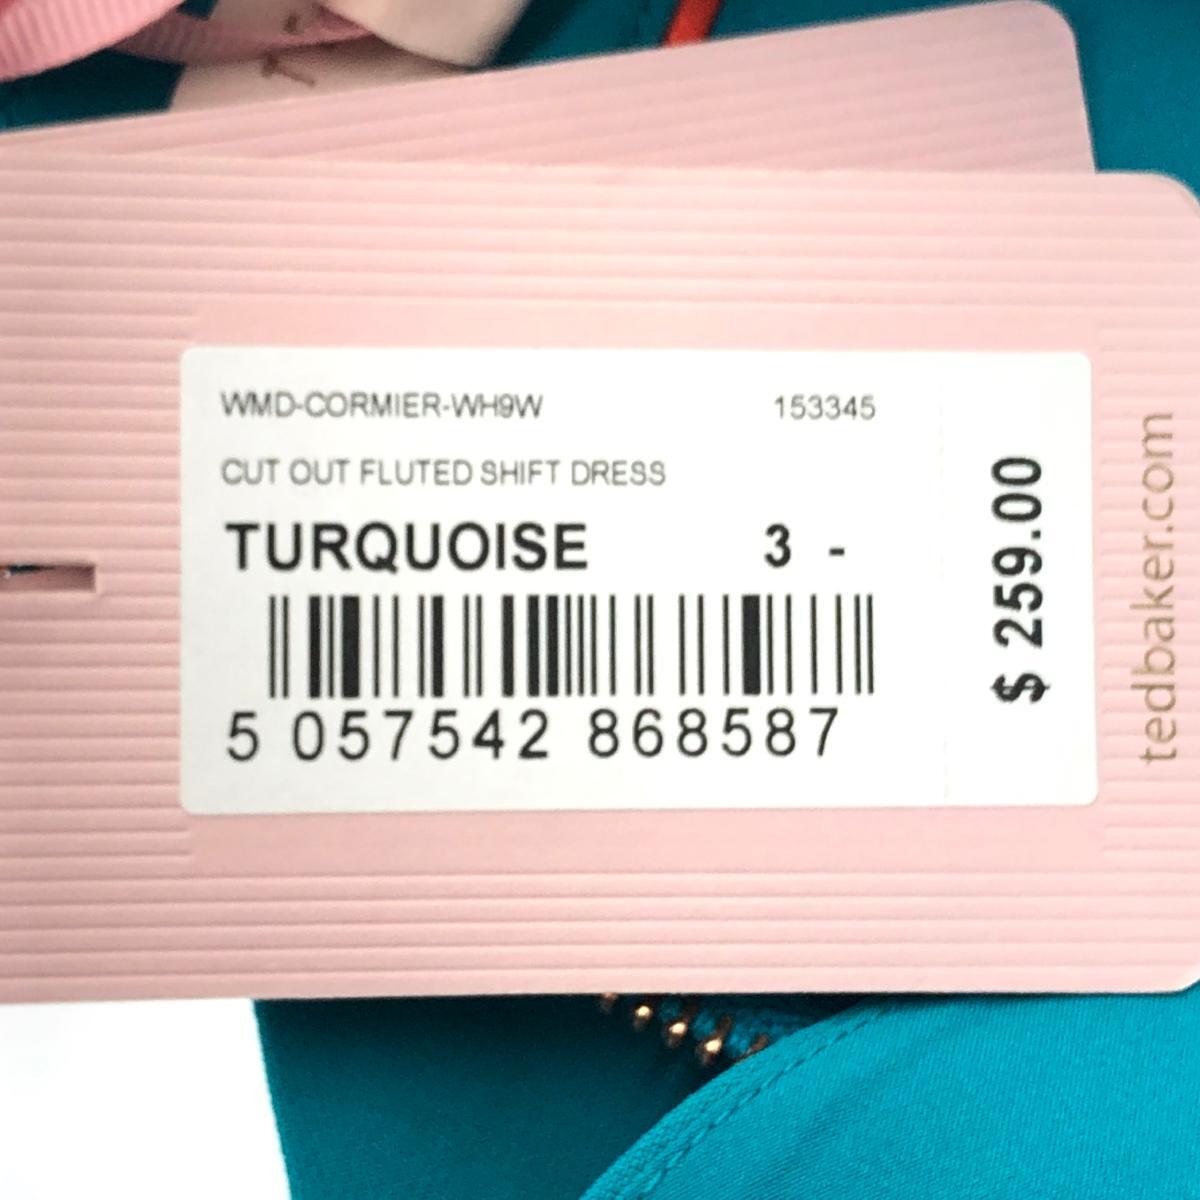 WMD-CORMIER-WH9W 153345
CUT OUT FLUTED SHIFT DRESS
TURQUOISE 3 -
5 057542 868587
$ 259.00
tedbaker.com